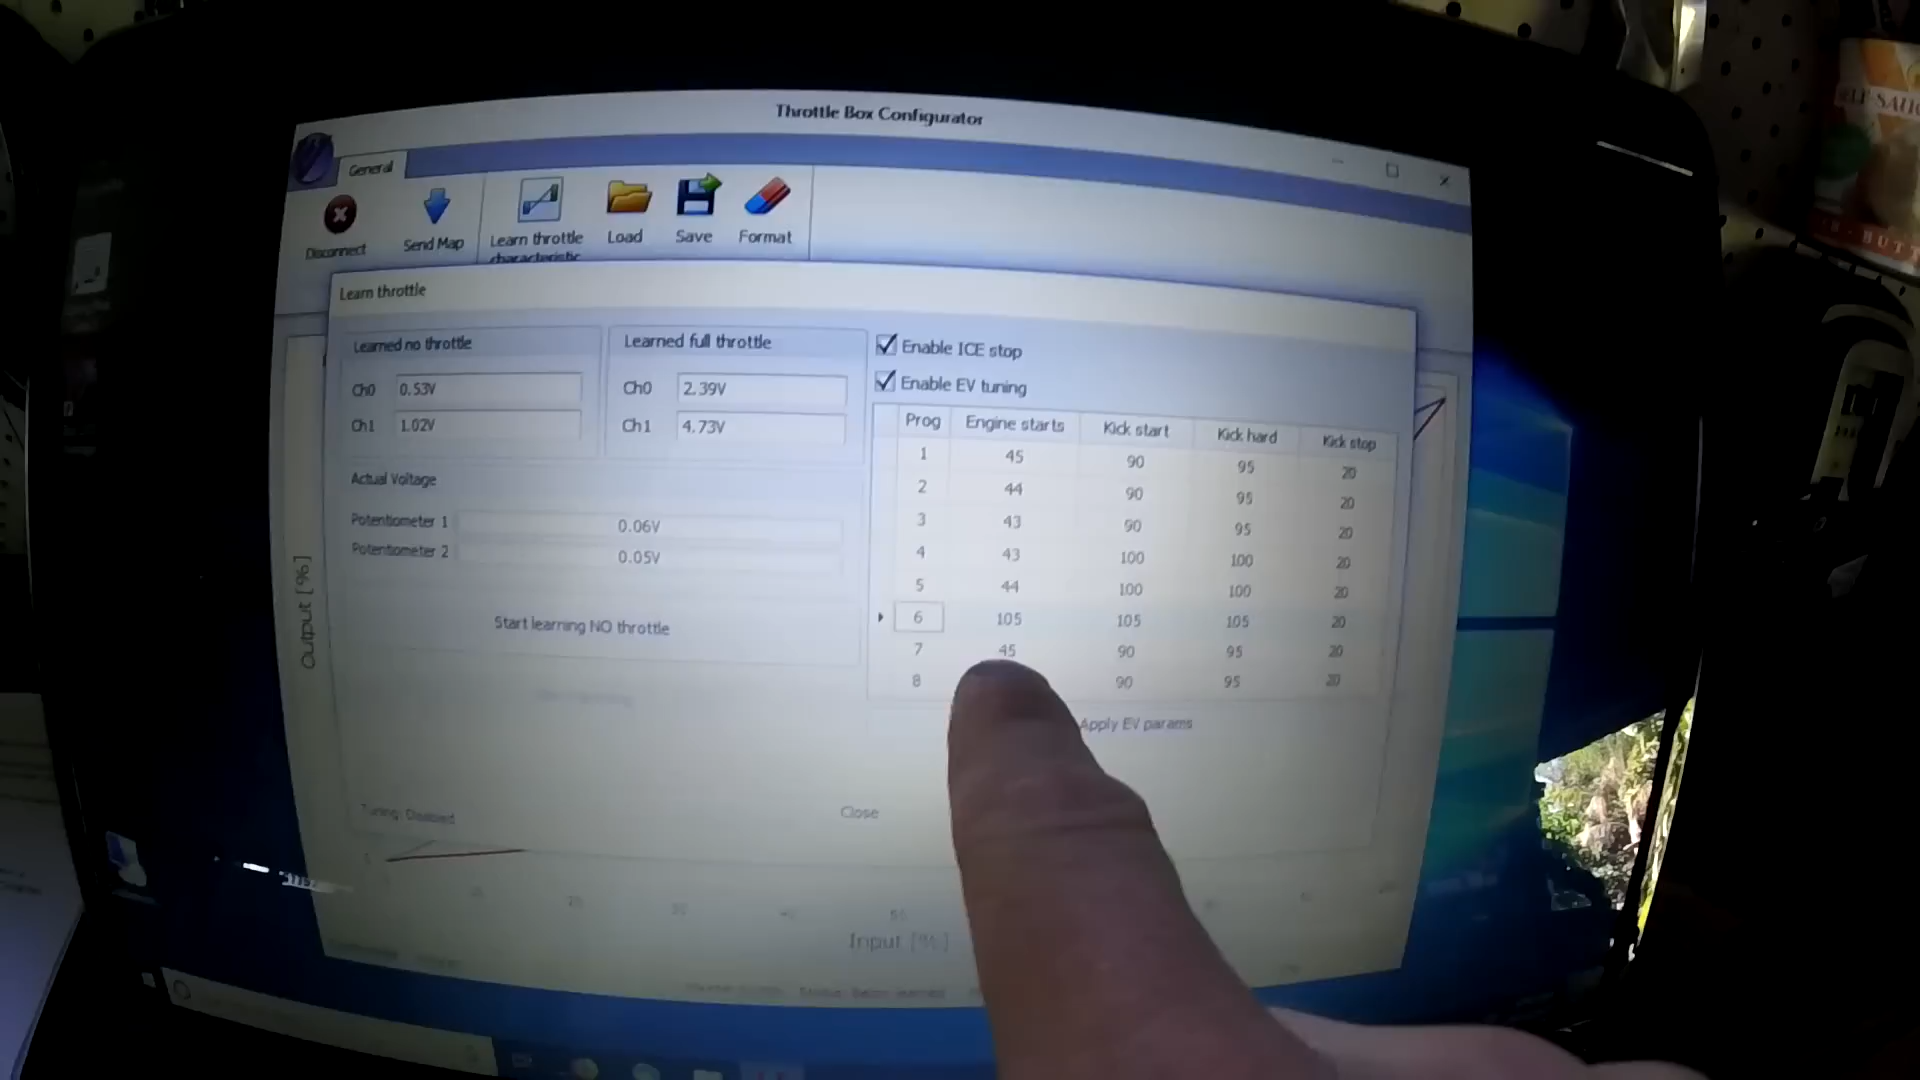 Throttle Box Configurator
General
Disconnect
Send Map
Learn throttle
characteristic
Load
Save
Format
Learn throttle
Learned no throttle
Ch0 0.53V
Ch1 1.02V
Learned full throttle
Ch0 2.39V
Ch1 4.73V
Actual Voltage
Potentiometer 1 0.06V
Potentiometer 2 0.05V
Start learning NO throttle
Enable ICE stop
Enable EV tuning
Prog Engine starts Kick start Kick hard Kick stop
1 45 90 95 20
2 44 90 95 20
3 43 90 95 20
4 43 100 100 20
5 44 100 100 20
6 105 105 105 20
7 45 90 95 20
8 90 95 20
Apply EV params
Tuning: Disabled
Close
Output [%]
Input [%]